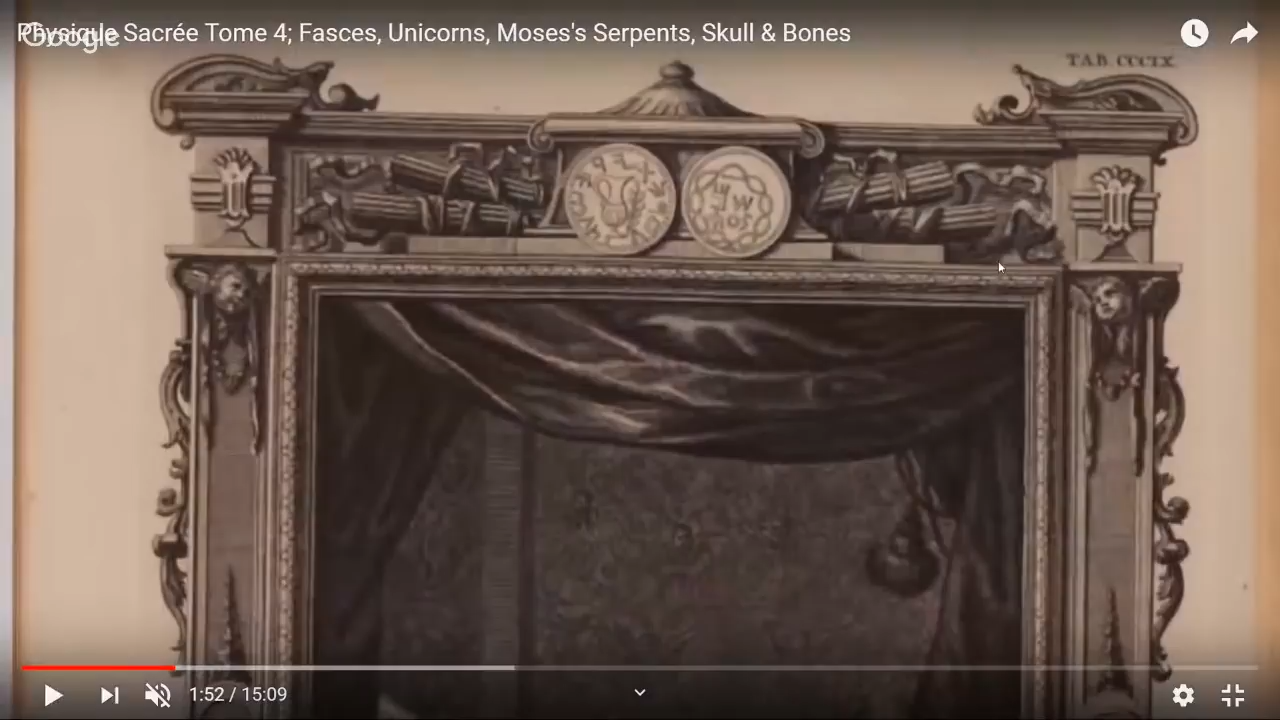 Physique Sacrée Tome 4; Fasces, Unicorns, Moses's Serpents, Skull & Bones
Google
TAB. CCCIX.
1:52 / 15:09